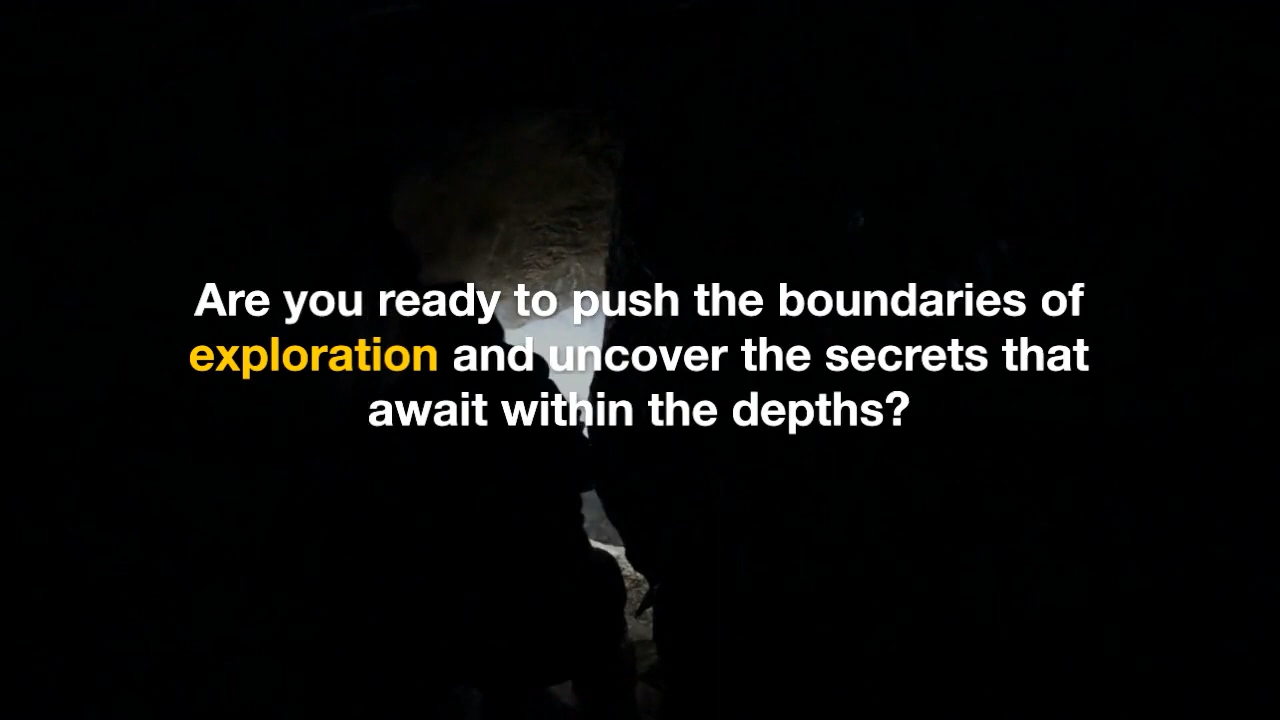 Are you ready to push the boundaries of
exploration and uncover the secrets that
await within the depths?